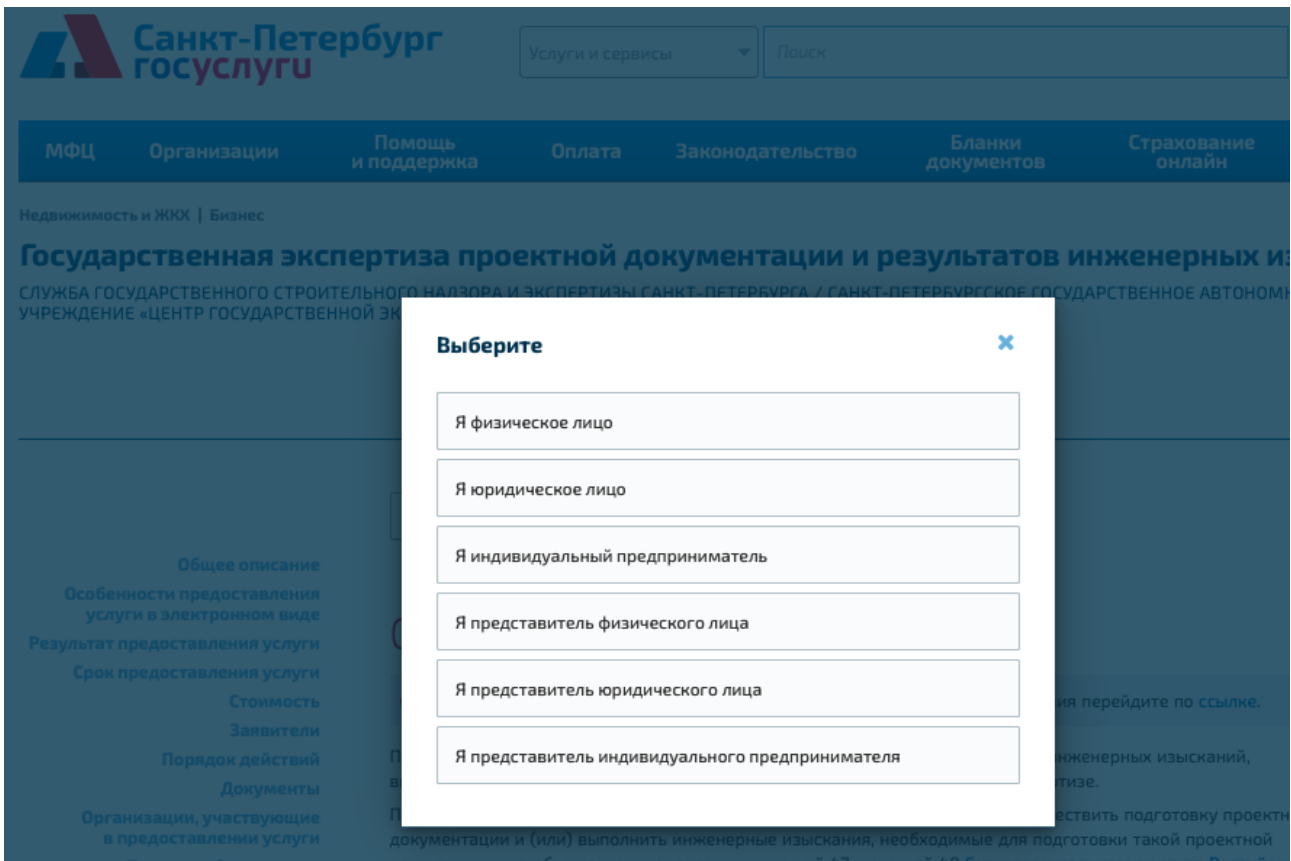 Санкт-Петербург
госуслуги
Услуги и сервисы
Поиск
МФЦ
Организации
Помощь
и поддержка
Оплата
Законодательство
Бланки
документов
Страхование
онлайн
Недвижимость и ЖКХ | Бизнес
Государственная экспертиза проектной документации и результатов инженерных из
СЛУЖБА ГОСУДАРСТВЕННОГО СТРОИТЕЛЬНОГО НАДЗОРА И ЭКСПЕРТИЗЫ САНКТ-ПЕТЕРБУРГА / САНКТ-ПЕТЕРБУРГСКОЕ ГОСУДАРСТВЕННОЕ АВТОНОМН
УЧРЕЖДЕНИЕ «ЦЕНТР ГОСУДАРСТВЕННОЙ ЭК
Выберите
Я физическое лицо
Я юридическое лицо
Я индивидуальный предприниматель
Я представитель физического лица
Я представитель юридического лица
Я представитель индивидуального предпринимателя
Общее описание
Особенности предоставления
услуги в электронном виде
Результат предоставления услуги
Срок предоставления услуги
Стоимость
Заявители
Порядок действий
Документы
Организации, участвующие
в предоставлении услуги
ия перейдите по ссылке.
нженерных изысканий,
тизе.
ествить подготовку проектн
документации и (или) выполнить инженерные изыскания, необходимые для подготовки такой проектной